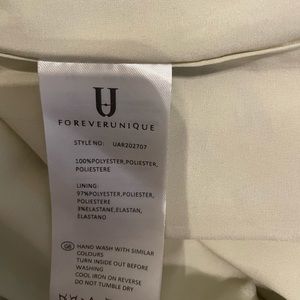 U
FOREVERUNIQUE
STYLE NO: UAR202707
100%POLYESTER,POLIESTER,
POLIESTERE
LINING:
97%POLYESTER,POLIESTER,
POLIESTERE
3%ELASTANE,ELASTAN,
ELASTANO
GB HAND WASH WITH SIMILAR
COLOURS
TURN INSIDE OUT BEFORE
WASHING
COOL IRON ON REVERSE
DO NOT TUMBLE DRY